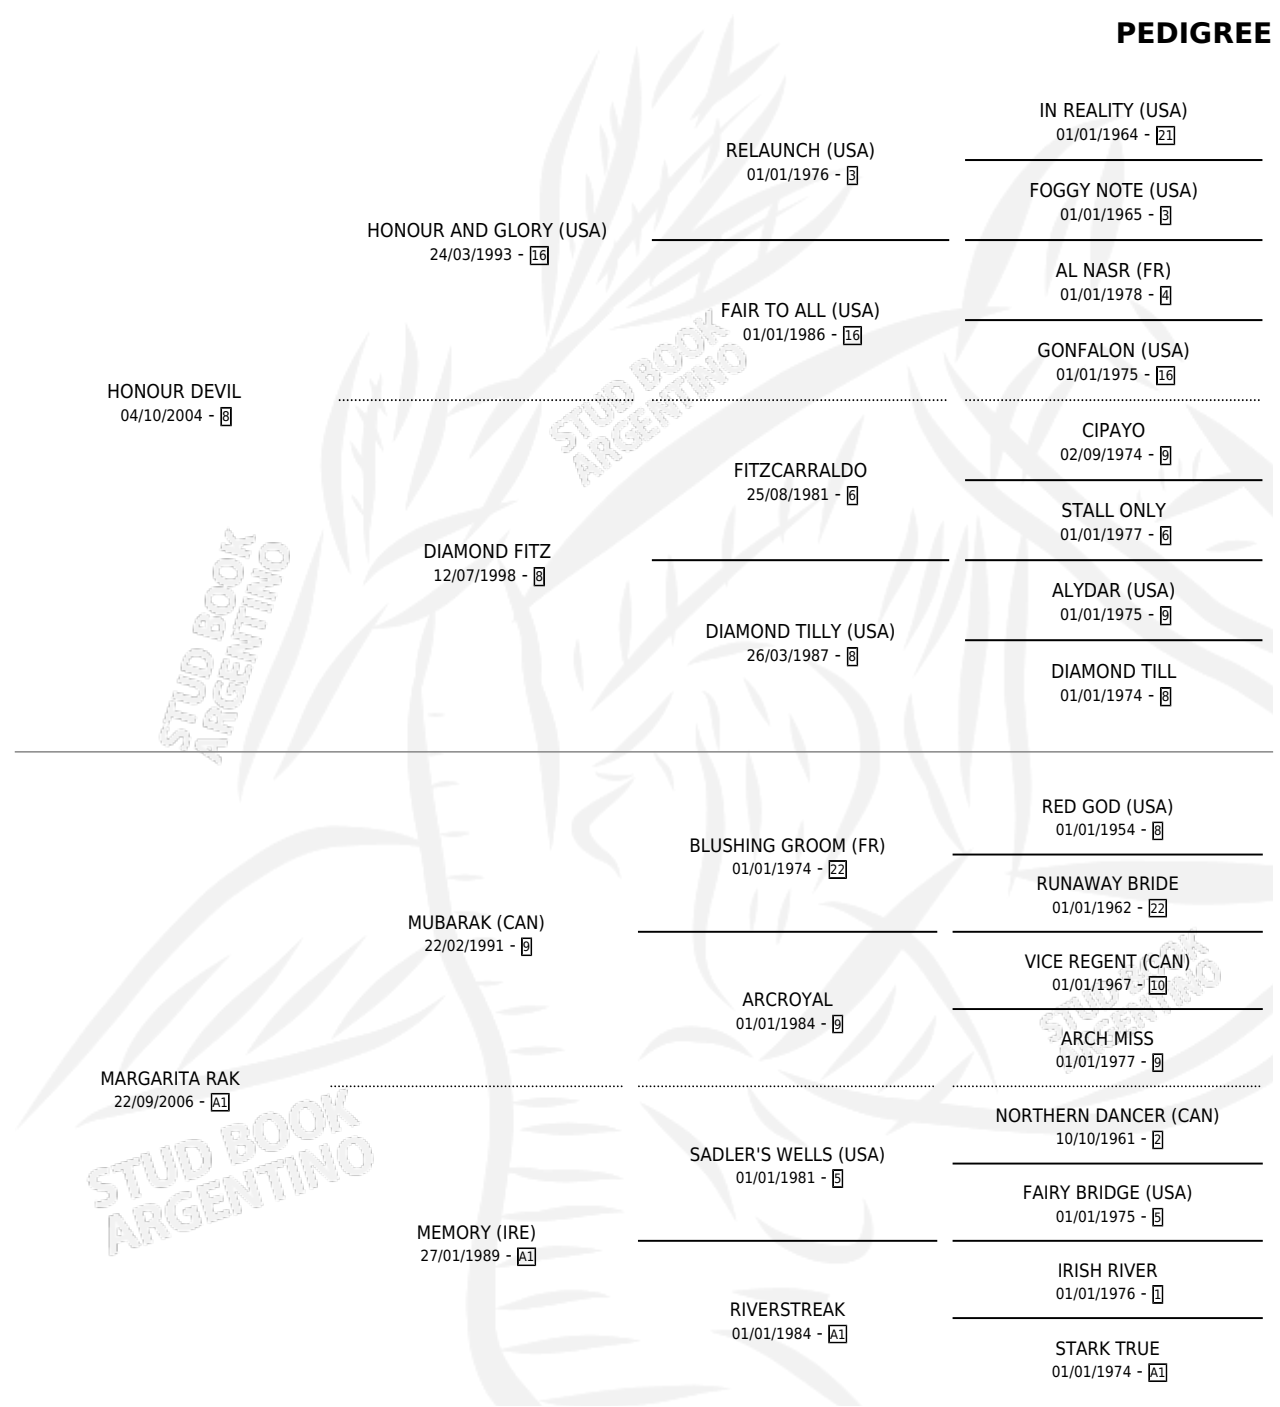 PEDIGREE
IN REALITY (USA)
01/01/1964 - 21
RELAUNCH (USA)
01/01/1976 - 3
FOGGY NOTE (USA)
01/01/1965 - 3
HONOUR AND GLORY (USA)
24/03/1993 - 16
AL NASR (FR)
01/01/1978 - 4
FAIR TO ALL (USA)
01/01/1986 - 16
GONFALON (USA)
01/01/1975 - 16
HONOUR DEVIL
04/10/2004 - 8
CIPAYO
02/09/1974 - 9
FITZCARRALDO
25/08/1981 - 6
STALL ONLY
01/01/1977 - 6
DIAMOND FITZ
12/07/1998 - 8
ALYDAR (USA)
01/01/1975 - 9
DIAMOND TILLY (USA)
26/03/1987 - 8
DIAMOND TILL
01/01/1974 - 8
RED GOD (USA)
01/01/1954 - 8
BLUSHING GROOM (FR)
01/01/1974 - 22
RUNAWAY BRIDE
01/01/1962 - 22
MUBARAK (CAN)
22/02/1991 - 9
VICE REGENT (CAN)
01/01/1967 - 10
ARCROYAL
01/01/1984 - 9
ARCH MISS
01/01/1977 - 9
MARGARITA RAK
22/09/2006 - A1
NORTHERN DANCER (CAN)
10/10/1961 - 2
SADLER'S WELLS (USA)
01/01/1981 - 5
FAIRY BRIDGE (USA)
01/01/1975 - 5
MEMORY (IRE)
27/01/1989 - A1
IRISH RIVER
01/01/1976 - 1
RIVERSTREAK
01/01/1984 - A1
STARK TRUE
01/01/1974 - A1
STUD BOOK
ARGENTINO
STUD BOOK
ARGENTINO
STUD BOOK
ARGENTINO
STUD BOOK
ARGENTINO